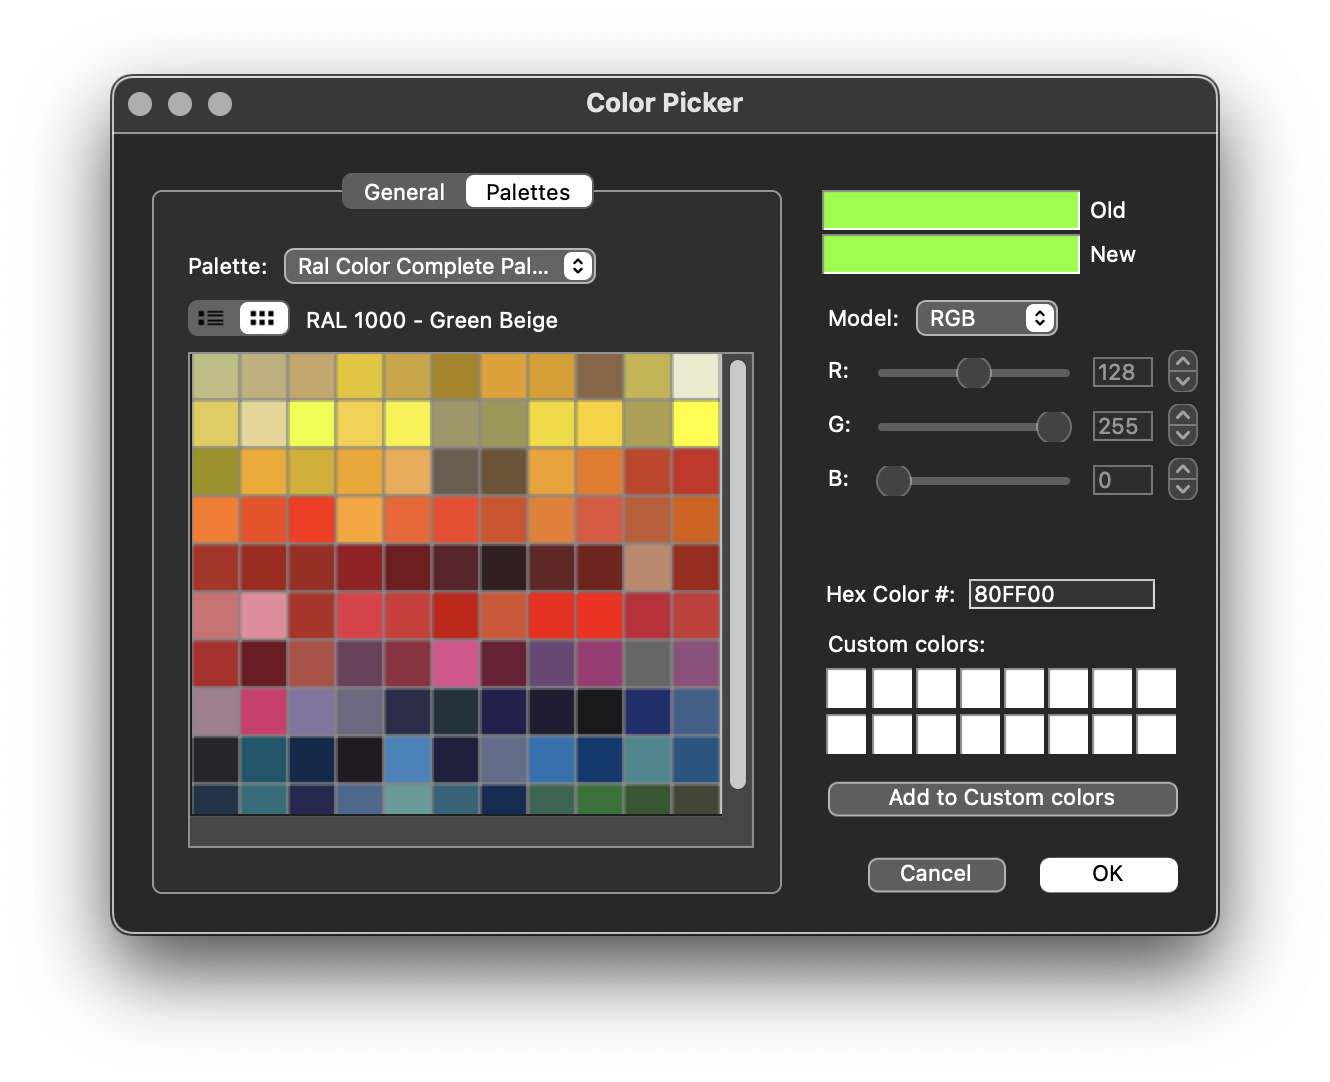 Color Picker
General Palettes
Palette: Ral Color Complete Pal...
RAL 1000 - Green Beige
Old
New
Model: RGB
R: 128
G: 255
B: 0
Hex Color #: 80FF00
Custom colors:
Add to Custom colors
Cancel OK